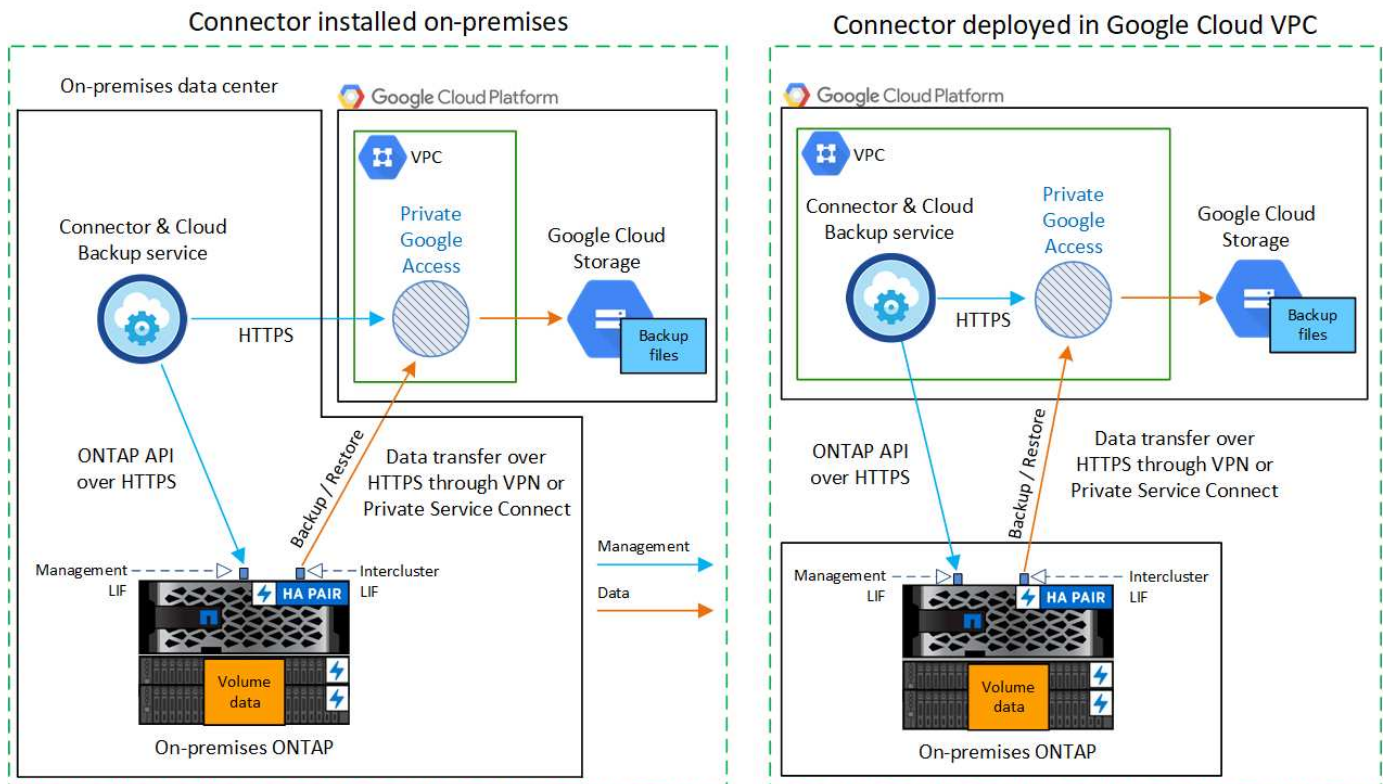 Connector installed on-premises
On-premises data center
Google Cloud Platform
VPC
Connector & Cloud
Backup service
Private
Google
Access
Google Cloud
Storage
HTTPS
Backup
files
ONTAP API
over HTTPS
Backup / Restore
Data transfer over
HTTPS through VPN or
Private Service Connect
Management
LIF
Intercluster
LIF
HA PAIR
Volume
data
On-premises ONTAP
Management
Data
Connector deployed in Google Cloud VPC
Google Cloud Platform
VPC
Connector & Cloud
Backup service
Private
Google
Access
Google Cloud
Storage
HTTPS
Backup
files
ONTAP API
over HTTPS
Backup / Restore
Data transfer over
HTTPS through VPN or
Private Service Connect
Management
LIF
Intercluster
LIF
HA PAIR
Volume
data
On-premises ONTAP